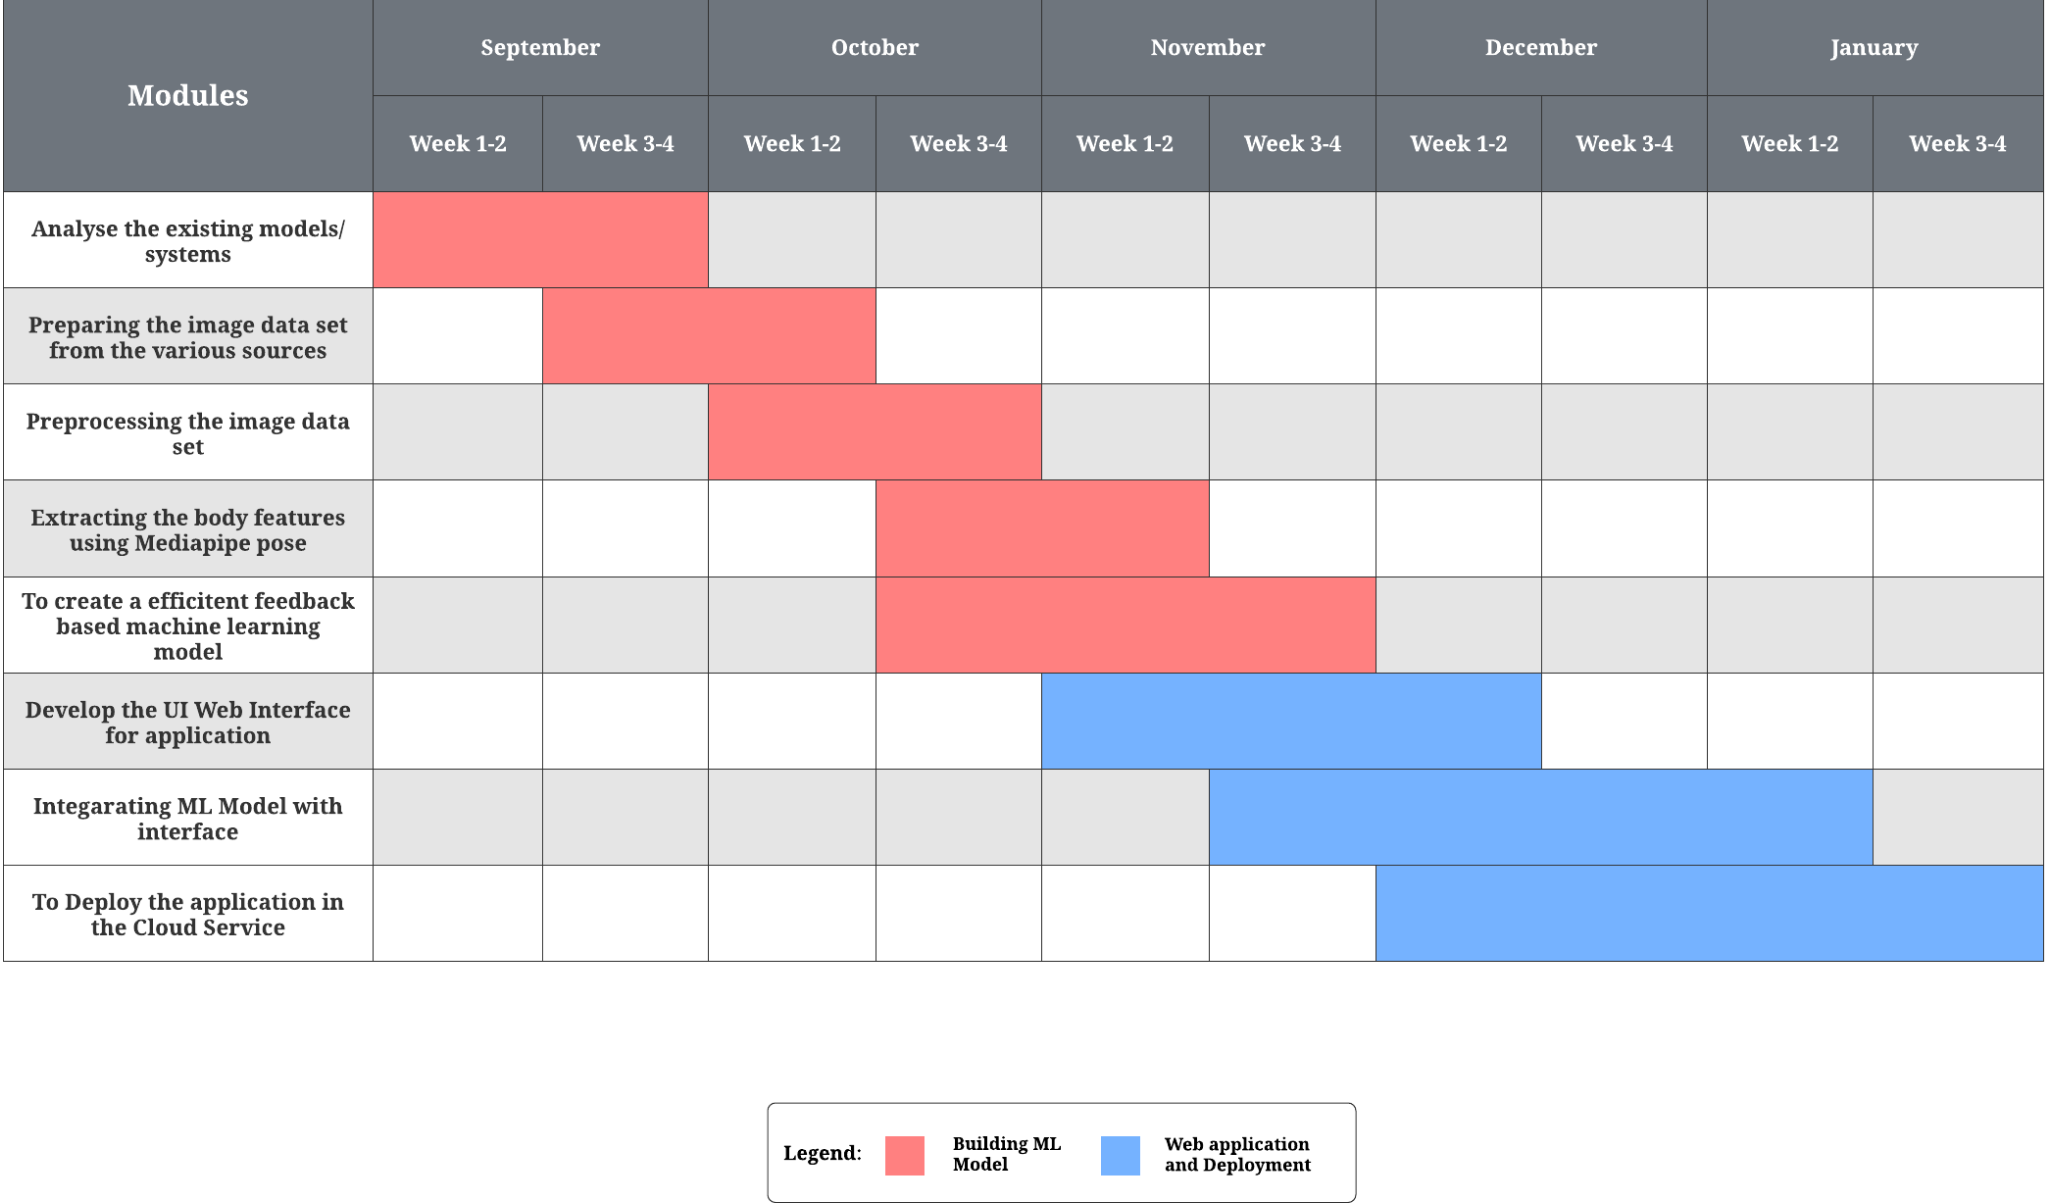 Modules
September October November December January
Week 1-2 Week 3-4 Week 1-2 Week 3-4 Week 1-2 Week 3-4 Week 1-2 Week 3-4 Week 1-2 Week 3-4
Analyse the existing models/
systems
Preparing the image data set
from the various sources
Preprocessing the image data
set
Extracting the body features
using Mediapipe pose
To create a efficitent feedback
based machine learning
model
Develop the UI Web Interface
for application
Integarating ML Model with
interface
To Deploy the application in
the Cloud Service
Legend:
Building ML
Model
Web application
and Deployment